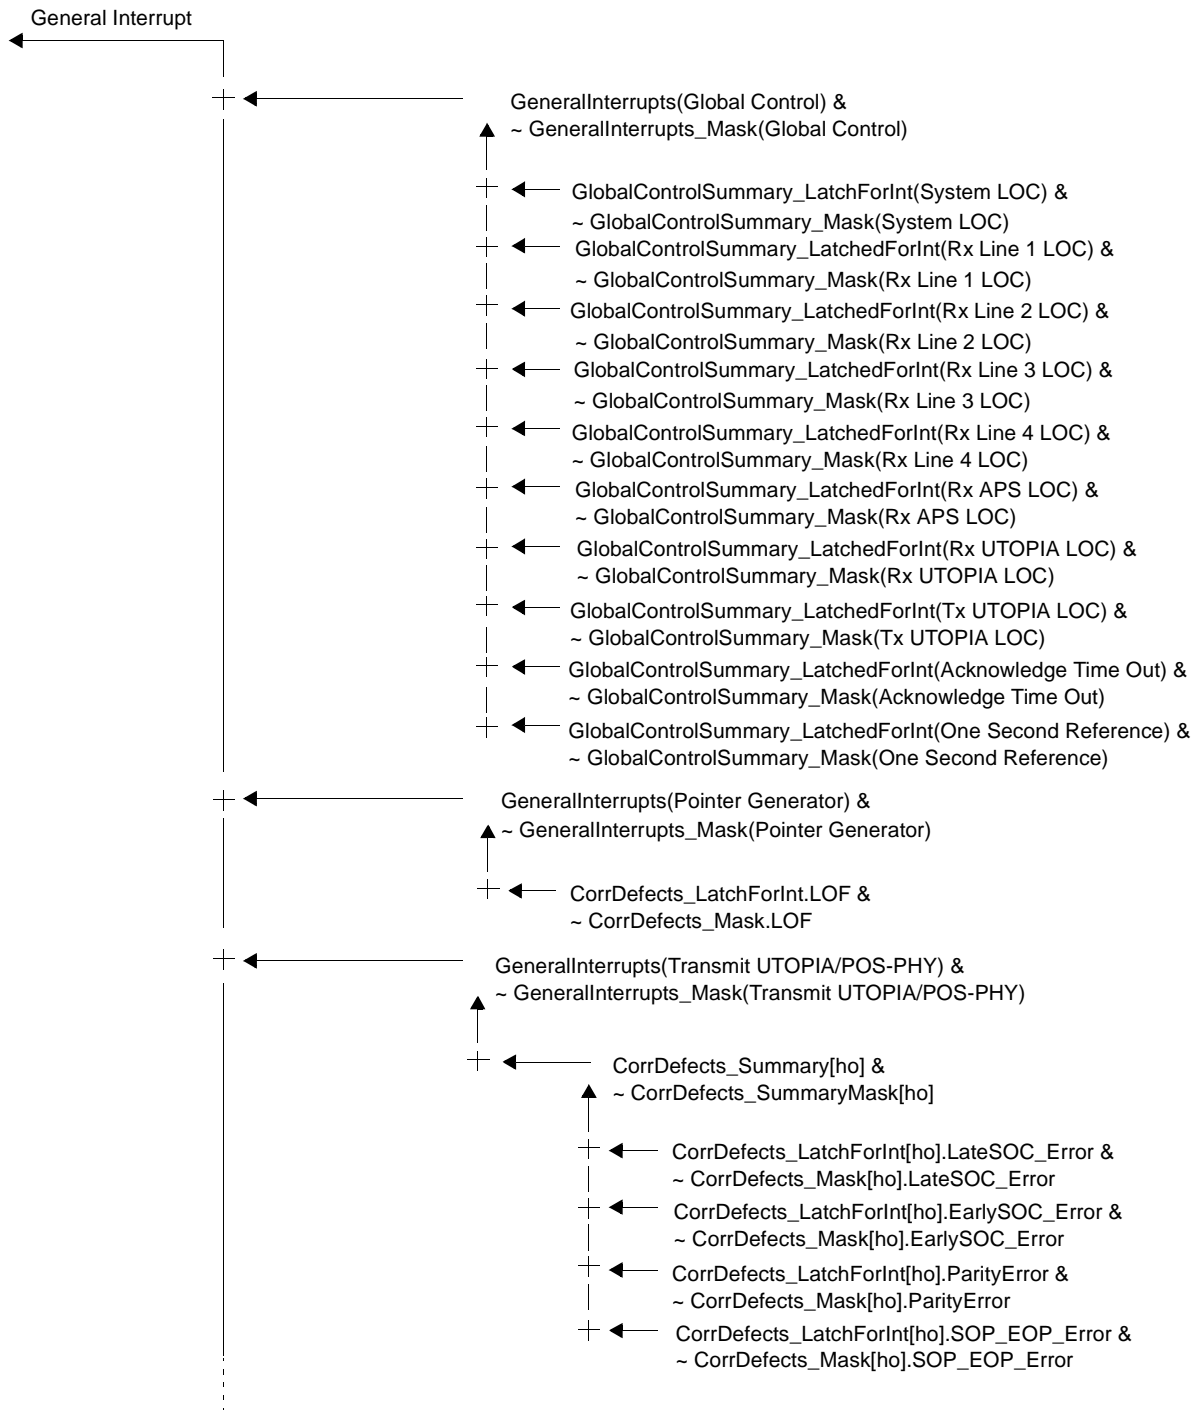 General Interrupt
GeneralInterrupts(Global Control) &
~ GeneralInterrupts_Mask(Global Control)
GlobalControlSummary_LatchForInt(System LOC) &
~ GlobalControlSummary_Mask(System LOC)
GlobalControlSummary_LatchedForInt(Rx Line 1 LOC) &
~ GlobalControlSummary_Mask(Rx Line 1 LOC)
GlobalControlSummary_LatchedForInt(Rx Line 2 LOC) &
~ GlobalControlSummary_Mask(Rx Line 2 LOC)
GlobalControlSummary_LatchedForInt(Rx Line 3 LOC) &
~ GlobalControlSummary_Mask(Rx Line 3 LOC)
GlobalControlSummary_LatchedForInt(Rx Line 4 LOC) &
~ GlobalControlSummary_Mask(Rx Line 4 LOC)
GlobalControlSummary_LatchedForInt(Rx APS LOC) &
~ GlobalControlSummary_Mask(Rx APS LOC)
GlobalControlSummary_LatchedForInt(Rx UTOPIA LOC) &
~ GlobalControlSummary_Mask(Rx UTOPIA LOC)
GlobalControlSummary_LatchedForInt(Tx UTOPIA LOC) &
~ GlobalControlSummary_Mask(Tx UTOPIA LOC)
GlobalControlSummary_LatchedForInt(Acknowledge Time Out) &
~ GlobalControlSummary_Mask(Acknowledge Time Out)
GlobalControlSummary_LatchedForInt(One Second Reference) &
~ GlobalControlSummary_Mask(One Second Reference)
GeneralInterrupts(Pointer Generator) &
~ GeneralInterrupts_Mask(Pointer Generator)
CorrDefects_LatchForInt.LOF &
~ CorrDefects_Mask.LOF
GeneralInterrupts(Transmit UTOPIA/POS-PHY) &
~ GeneralInterrupts_Mask(Transmit UTOPIA/POS-PHY)
CorrDefects_Summary[ho] &
~ CorrDefects_SummaryMask[ho]
CorrDefects_LatchForInt[ho].LateSOC_Error &
~ CorrDefects_Mask[ho].LateSOC_Error
CorrDefects_LatchForInt[ho].EarlySOC_Error &
~ CorrDefects_Mask[ho].EarlySOC_Error
CorrDefects_LatchForInt[ho].ParityError &
~ CorrDefects_Mask[ho].ParityError
CorrDefects_LatchForInt[ho].SOP_EOP_Error &
~ CorrDefects_Mask[ho].SOP_EOP_Error